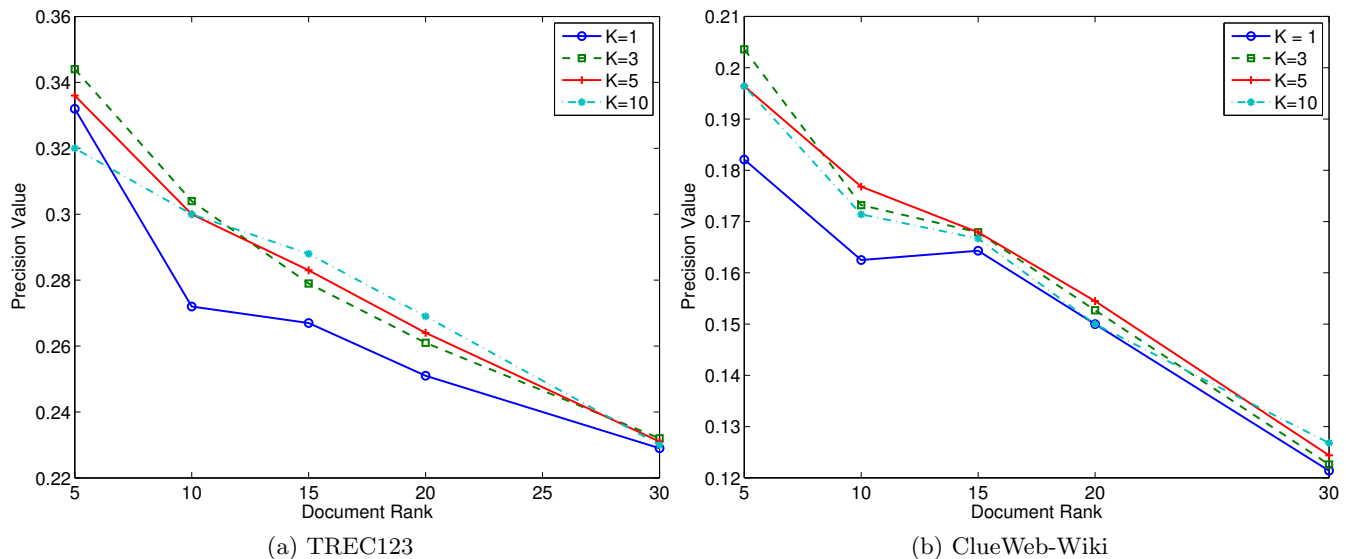 0.36
0.34
0.32
0.3
0.28
0.26
0.24
0.22
Precision Value
5 10 15 20 25 30
Document Rank
K=1
K=3
K=5
K=10
(a) TREC123
0.21
0.2
0.19
0.18
0.17
0.16
0.15
0.14
0.13
0.12
Precision Value
5 10 15 20 30
Document Rank
K = 1
K=3
K=5
K=10
(b) ClueWeb-Wiki